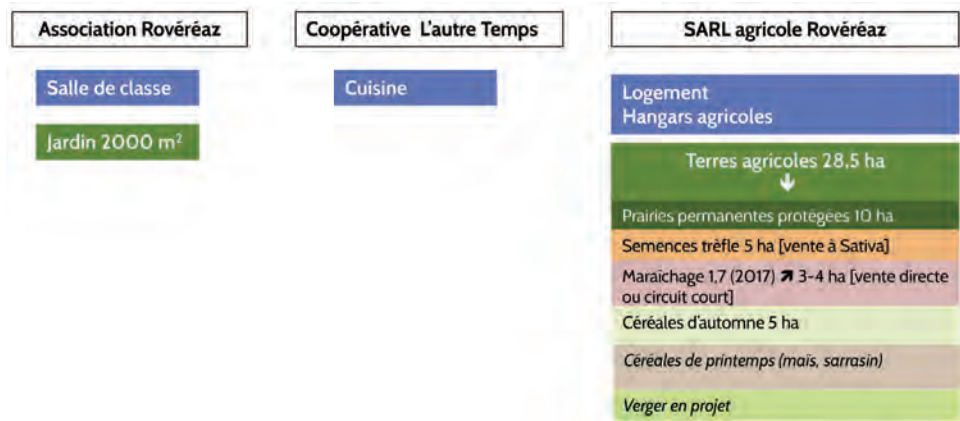 Association Rovéréaz
Salle de classe
Jardin 2000 m²
Coopérative L'autre Temps
Cuisine
SARL agricole Rovéréaz
Logement
Hangars agricoles
Terres agricoles 28,5 ha
🡫
Prairies permanentes protégées 10 ha
Semences trèfle 5 ha [vente à Sativa]
Maraîchage 1,7 (2017) 🡭 3-4 ha [vente directe
ou circuit court]
Céréales d'automne 5 ha
Céréales de printemps (maïs, sarrasin)
Verger en projet